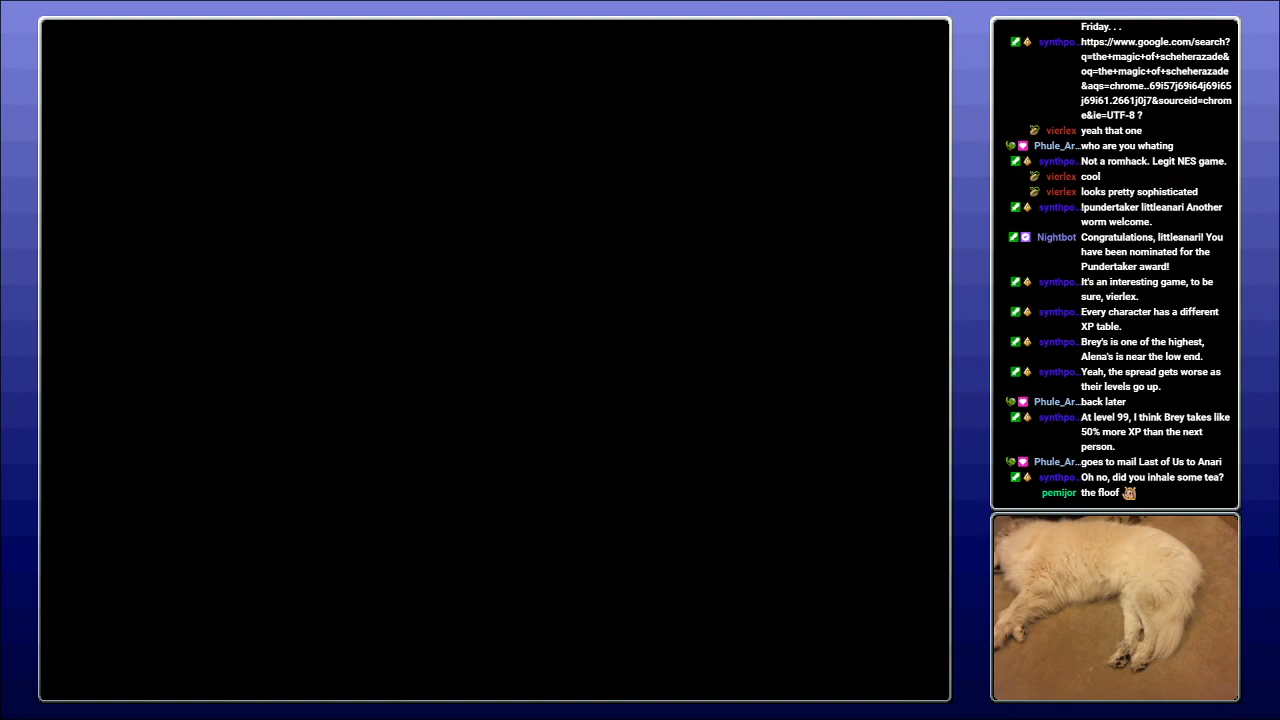 Friday. . .
synthpo.. https://www.google.com/search?
q=the+magic+of+scheherazade&
oq=the+magic+of+scheherazade
&aqs=chrome..69i57j69i64j69i65
j69i61.2661j0j7&sourceid=chrom
e&ie=UTF-8 ?
vierlex yeah that one
Phule_Ar... who are you whating
synthpo.. Not a romhack. Legit NES game.
vierlex cool
vierlex looks pretty sophisticated
synthpo.. !pundertaker littleanari Another
worm welcome.
Nightbot Congratulations, littleanari! You
have been nominated for the
Pundertaker award!
synthpo.. It's an interesting game, to be
sure, vierlex.
synthpo.. Every character has a different
XP table.
synthpo.. Brey's is one of the highest,
Alena's is near the low end.
synthpo.. Yeah, the spread gets worse as
their levels go up.
Phule_Ar... back later
synthpo.. At level 99, I think Brey takes like
50% more XP than the next
person.
Phule_Ar... goes to mail Last of Us to Anari
synthpo.. Oh no, did you inhale some tea?
pemijor the floof